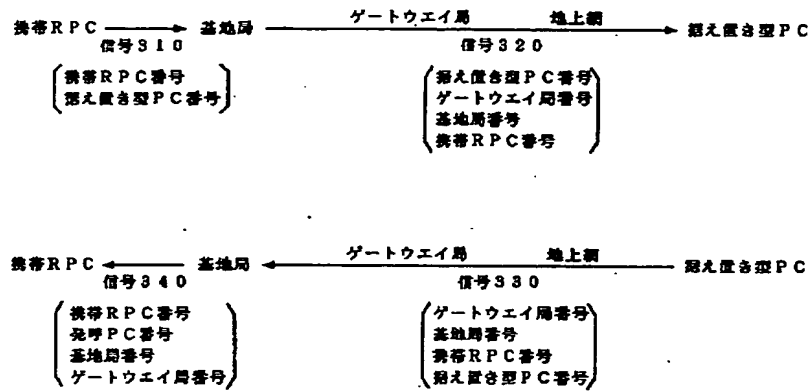 携帯RPC 基地局 ゲートウエイ局 地上網 据え置き型PC
信号310 信号320
携帯RPC番号
据え置き型PC番号
据え置き型PC番号
ゲートウエイ局番号
基地局番号
携帯RPC番号
携帯RPC 基地局 ゲートウエイ局 地上網 据え置き型PC
信号340 信号330
携帯RPC番号
発呼PC番号
基地局番号
ゲートウエイ局番号
ゲートウエイ局番号
基地局番号
携帯RPC番号
据え置き型PC番号